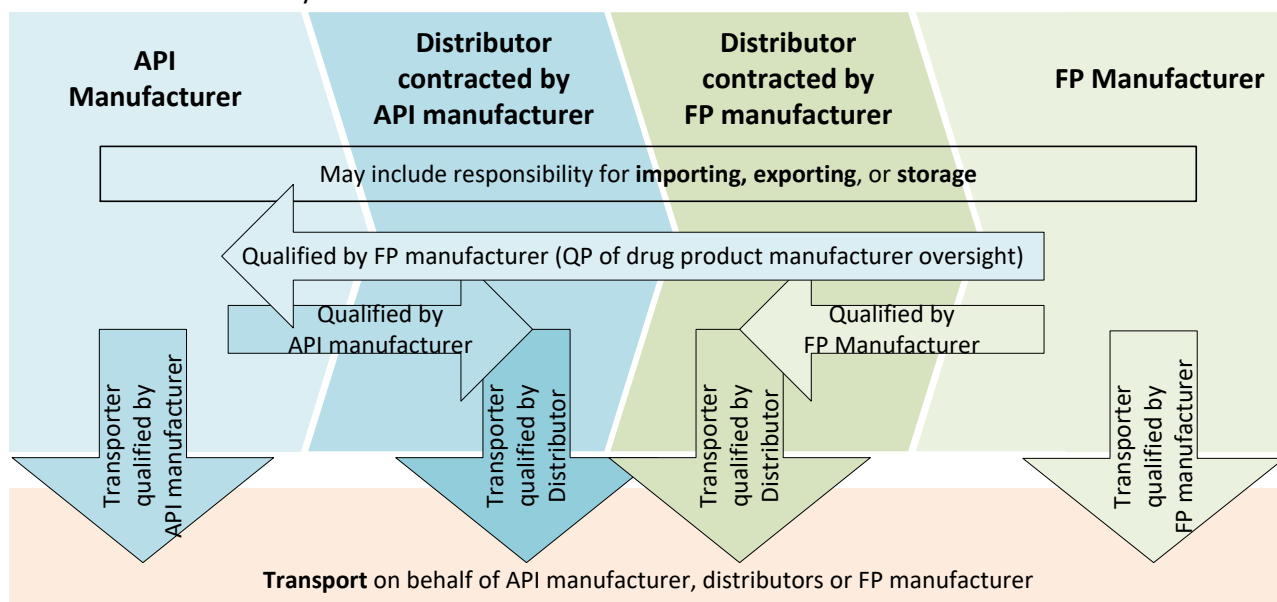 API
Manufacturer
Distributor
contracted by
API manufacturer
Distributor
contracted by
FP manufacturer
FP Manufacturer
May include responsibility for importing, exporting, or storage
Qualified by FP manufacturer (QP of drug product manufacturer oversight)
Qualified by
API manufacturer
Qualified by
FP Manufacturer
Transporter
qualified by
API manufacturer
Transporter
qualified by
Distributor
Transporter
qualified by
Distributor
Transporter
qualified by
FP manufacturer
Transport on behalf of API manufacturer, distributors or FP manufacturer